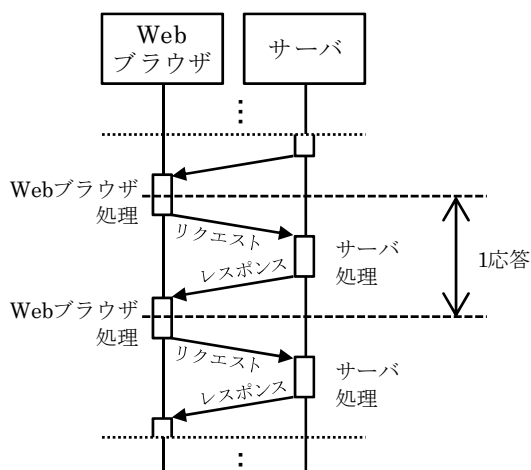 Web
ブラウザ
サーバ
Webブラウザ
処理
リクエスト
サーバ
処理
1応答
レスポンス
Webブラウザ
処理
リクエスト
サーバ
処理
レスポンス